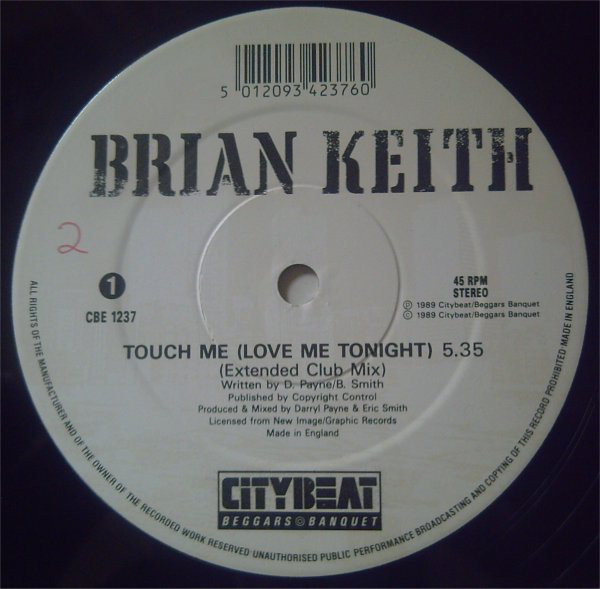 5 012093 423760
BRIAN KEITH
2
1
CBE 1237
45 RPM
STEREO
℗ 1989 Citybeat/Beggars Banquet
© 1989 Citybeat/Beggars Banquet
TOUCH ME (LOVE ME TONIGHT) 5.35
(Extended Club Mix)
Written by D. Payne/B. Smith
Published by Copyright Control
Produced & Mixed by Darryl Payne & Eric Smith
Licensed from New Image/Graphic Records
Made in England
CITYBEAT
BEGGARS BANQUET
ALL RIGHTS OF THE MANUFACTURER AND OF THE OWNER OF THE RECORDED WORK RESERVED UNAUTHORISED PUBLIC PERFORMANCE BROADCASTING AND COPYING OF THIS RECORD PROHIBITED MADE IN ENGLAND